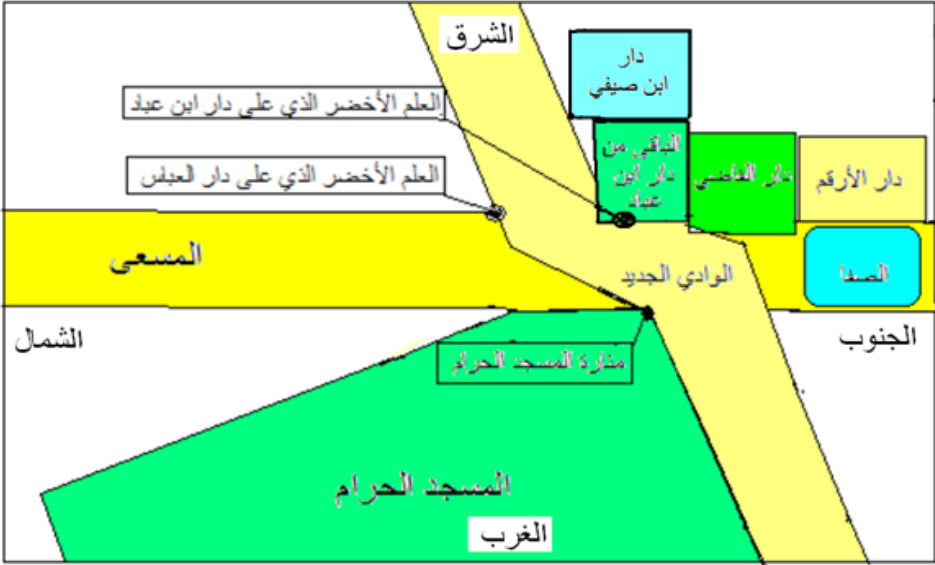 الشرق
دار
ابن صيفي
العلم الأخضر الذي على دار ابن عباد
الباقي من
دار ابن
عباد
دار القاضي
دار الأرقم
العلم الأخضر الذي على دار العباس
المسعى
الوادي الجديد
الصفا
الشمال
الجنوب
منارة المسجد الحرام
المسجد الحرام
الغرب